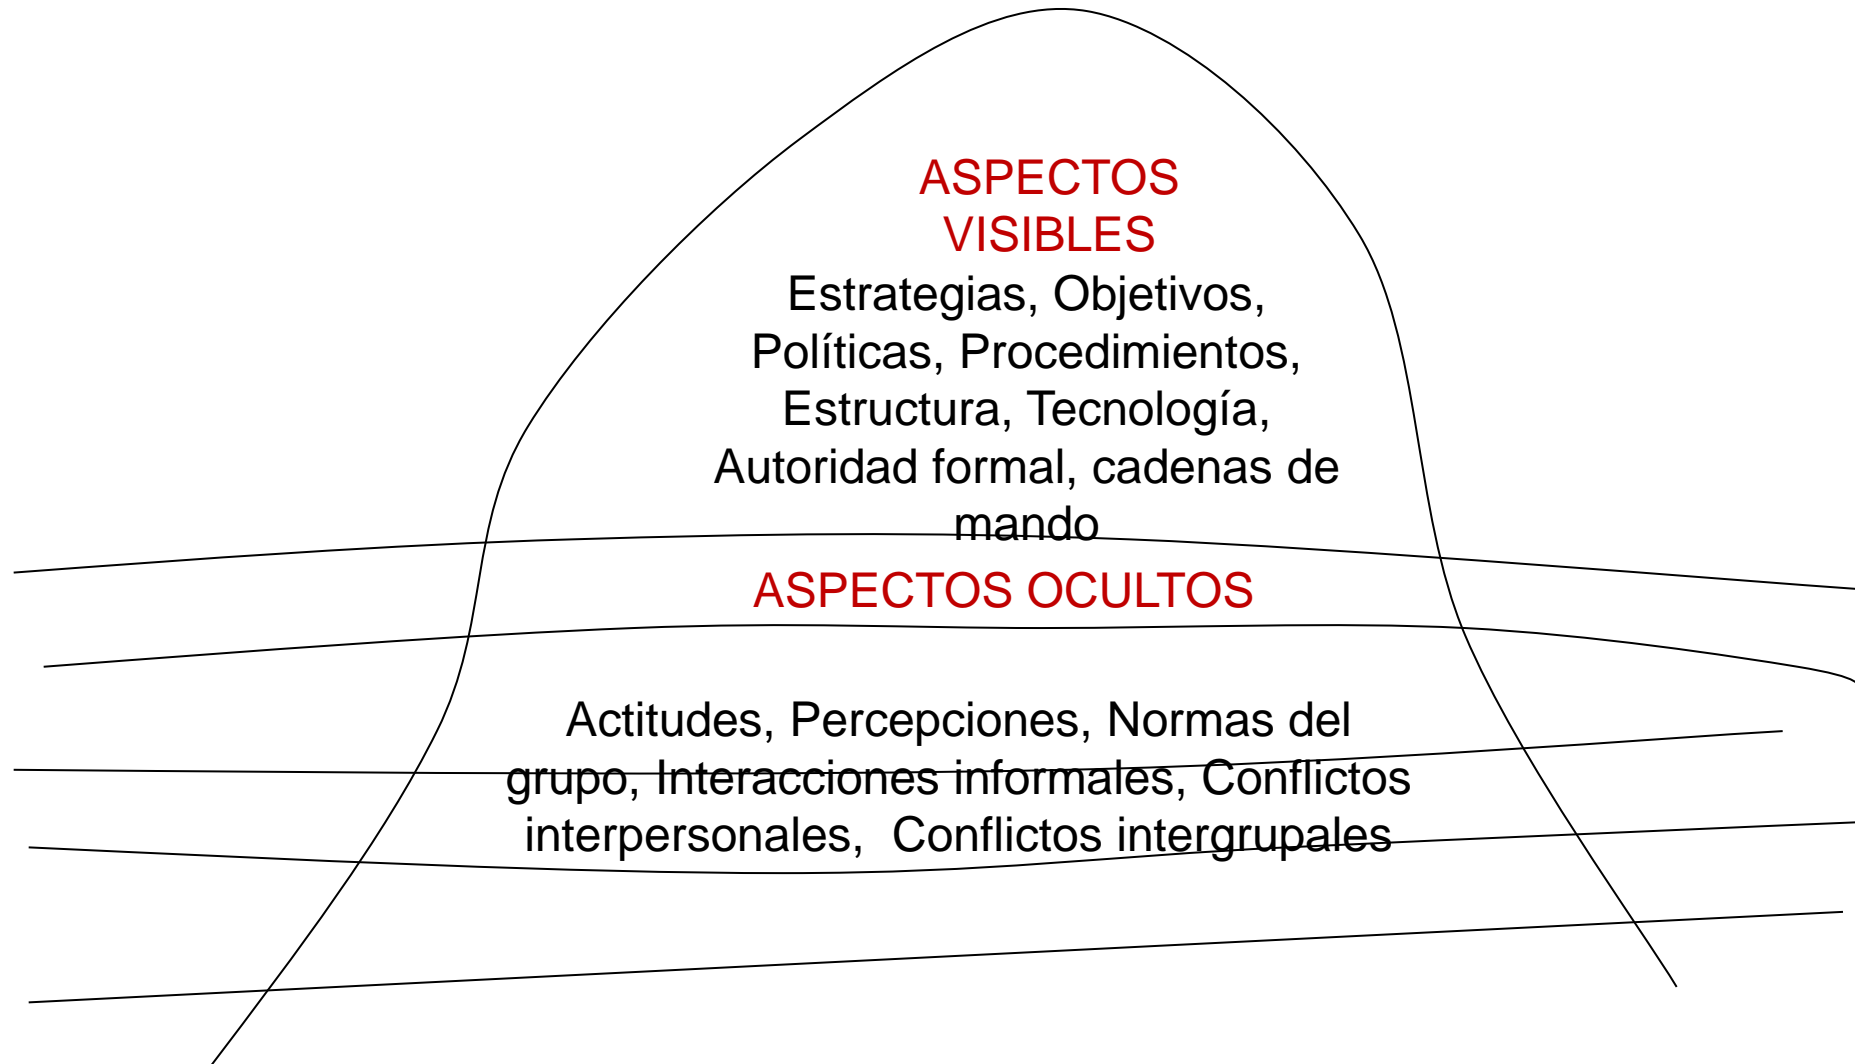 ASPECTOS
VISIBLES
Estrategias, Objetivos,
Políticas, Procedimientos,
Estructura, Tecnología,
Autoridad formal, cadenas de
mando
ASPECTOS OCULTOS
Actitudes, Percepciones, Normas del
grupo, Interacciones informales, Conflictos
interpersonales,  Conflictos intergrupales